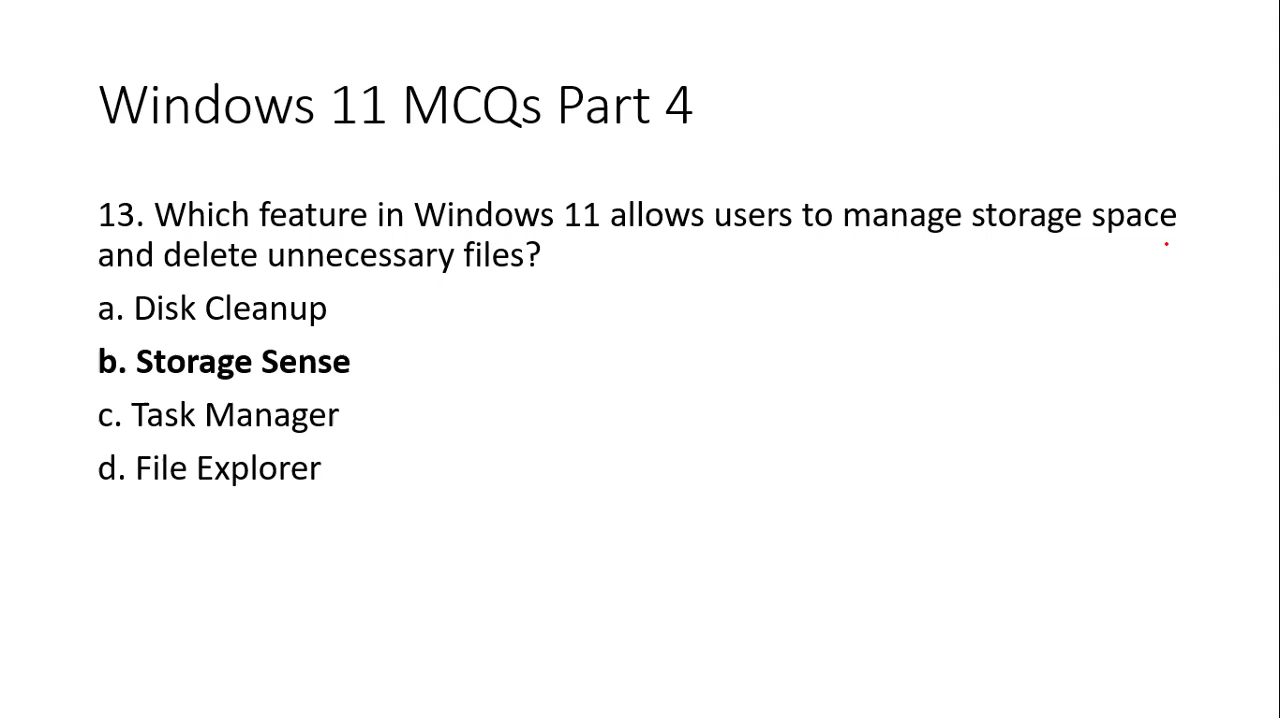 Windows 11 MCQs Part 4
13. Which feature in Windows 11 allows users to manage storage space
and delete unnecessary files?
a. Disk Cleanup
b. Storage Sense
c. Task Manager
d. File Explorer